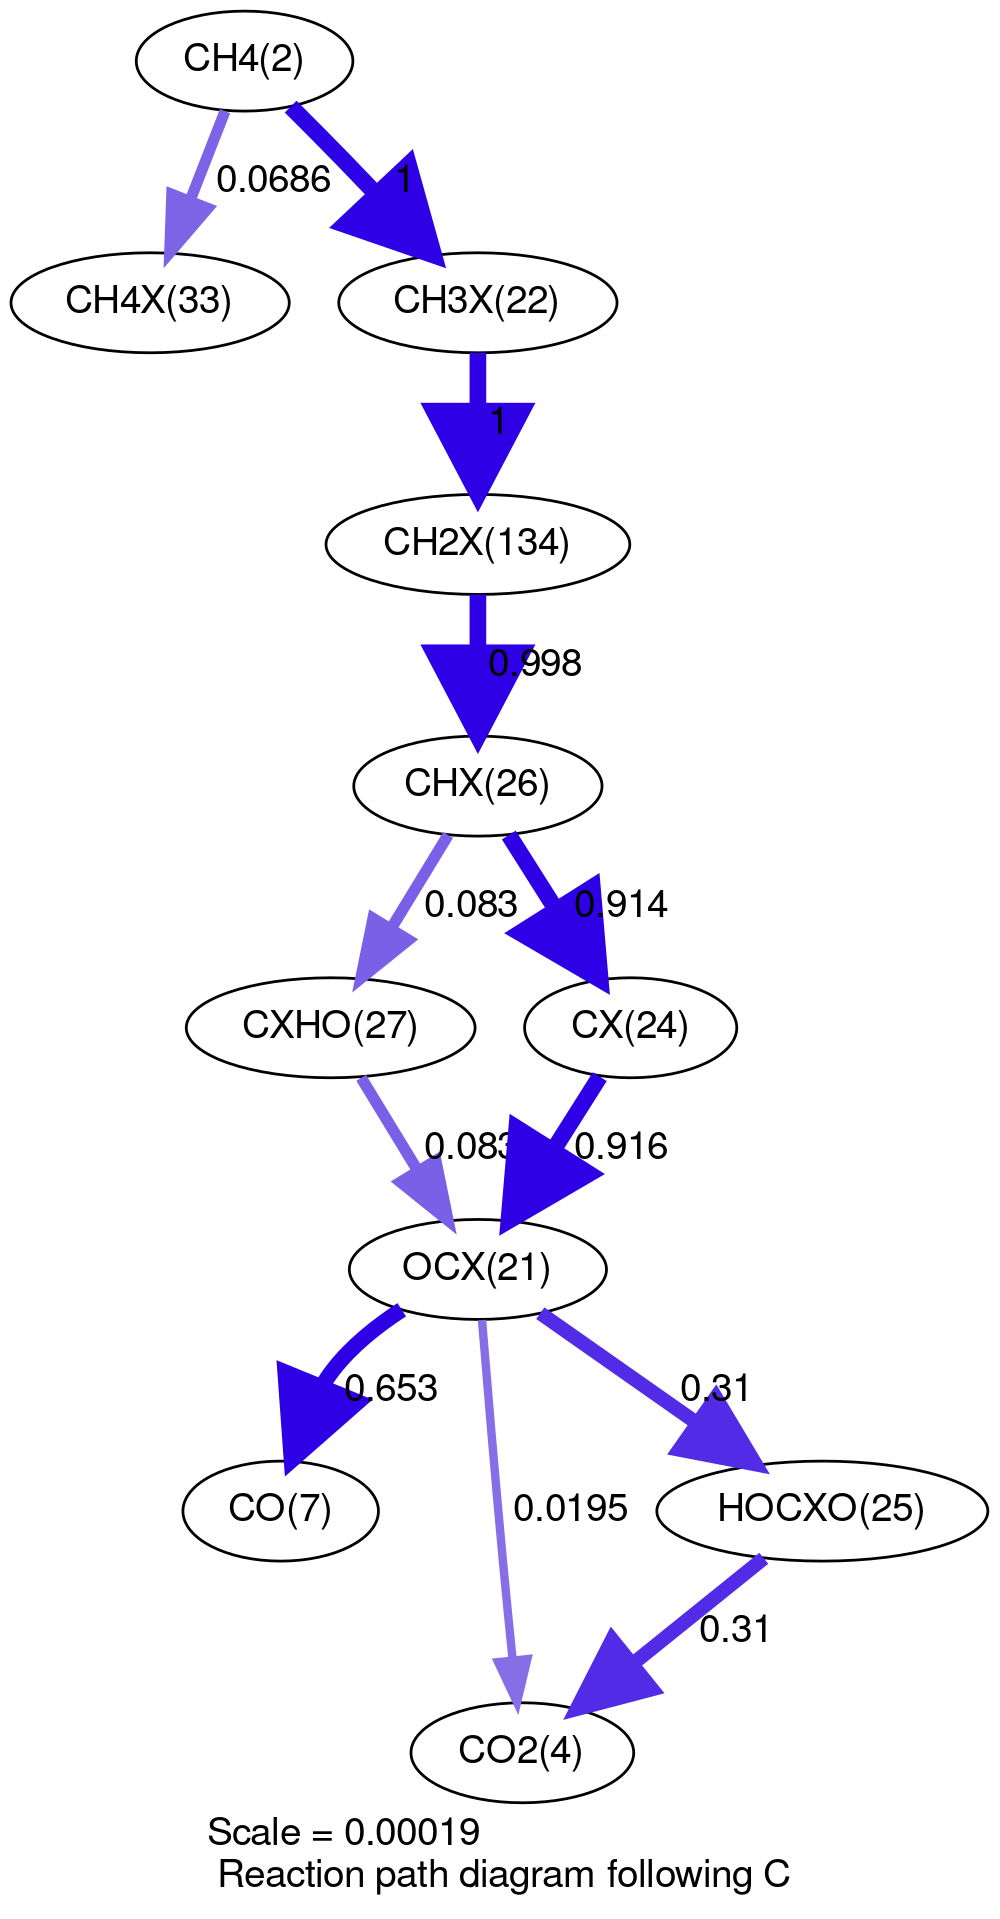 CH4(2)
0.0686
1
CH4X(33)
CH3X(22)
1
CH2X(134)
0.998
CHX(26)
0.083
0.914
CXHO(27)
CX(24)
0.083
0.916
OCX(21)
0.653
0.31
CO(7)
0.0195
HOCXO(25)
0.31
CO2(4)
Scale = 0.00019
Reaction path diagram following C